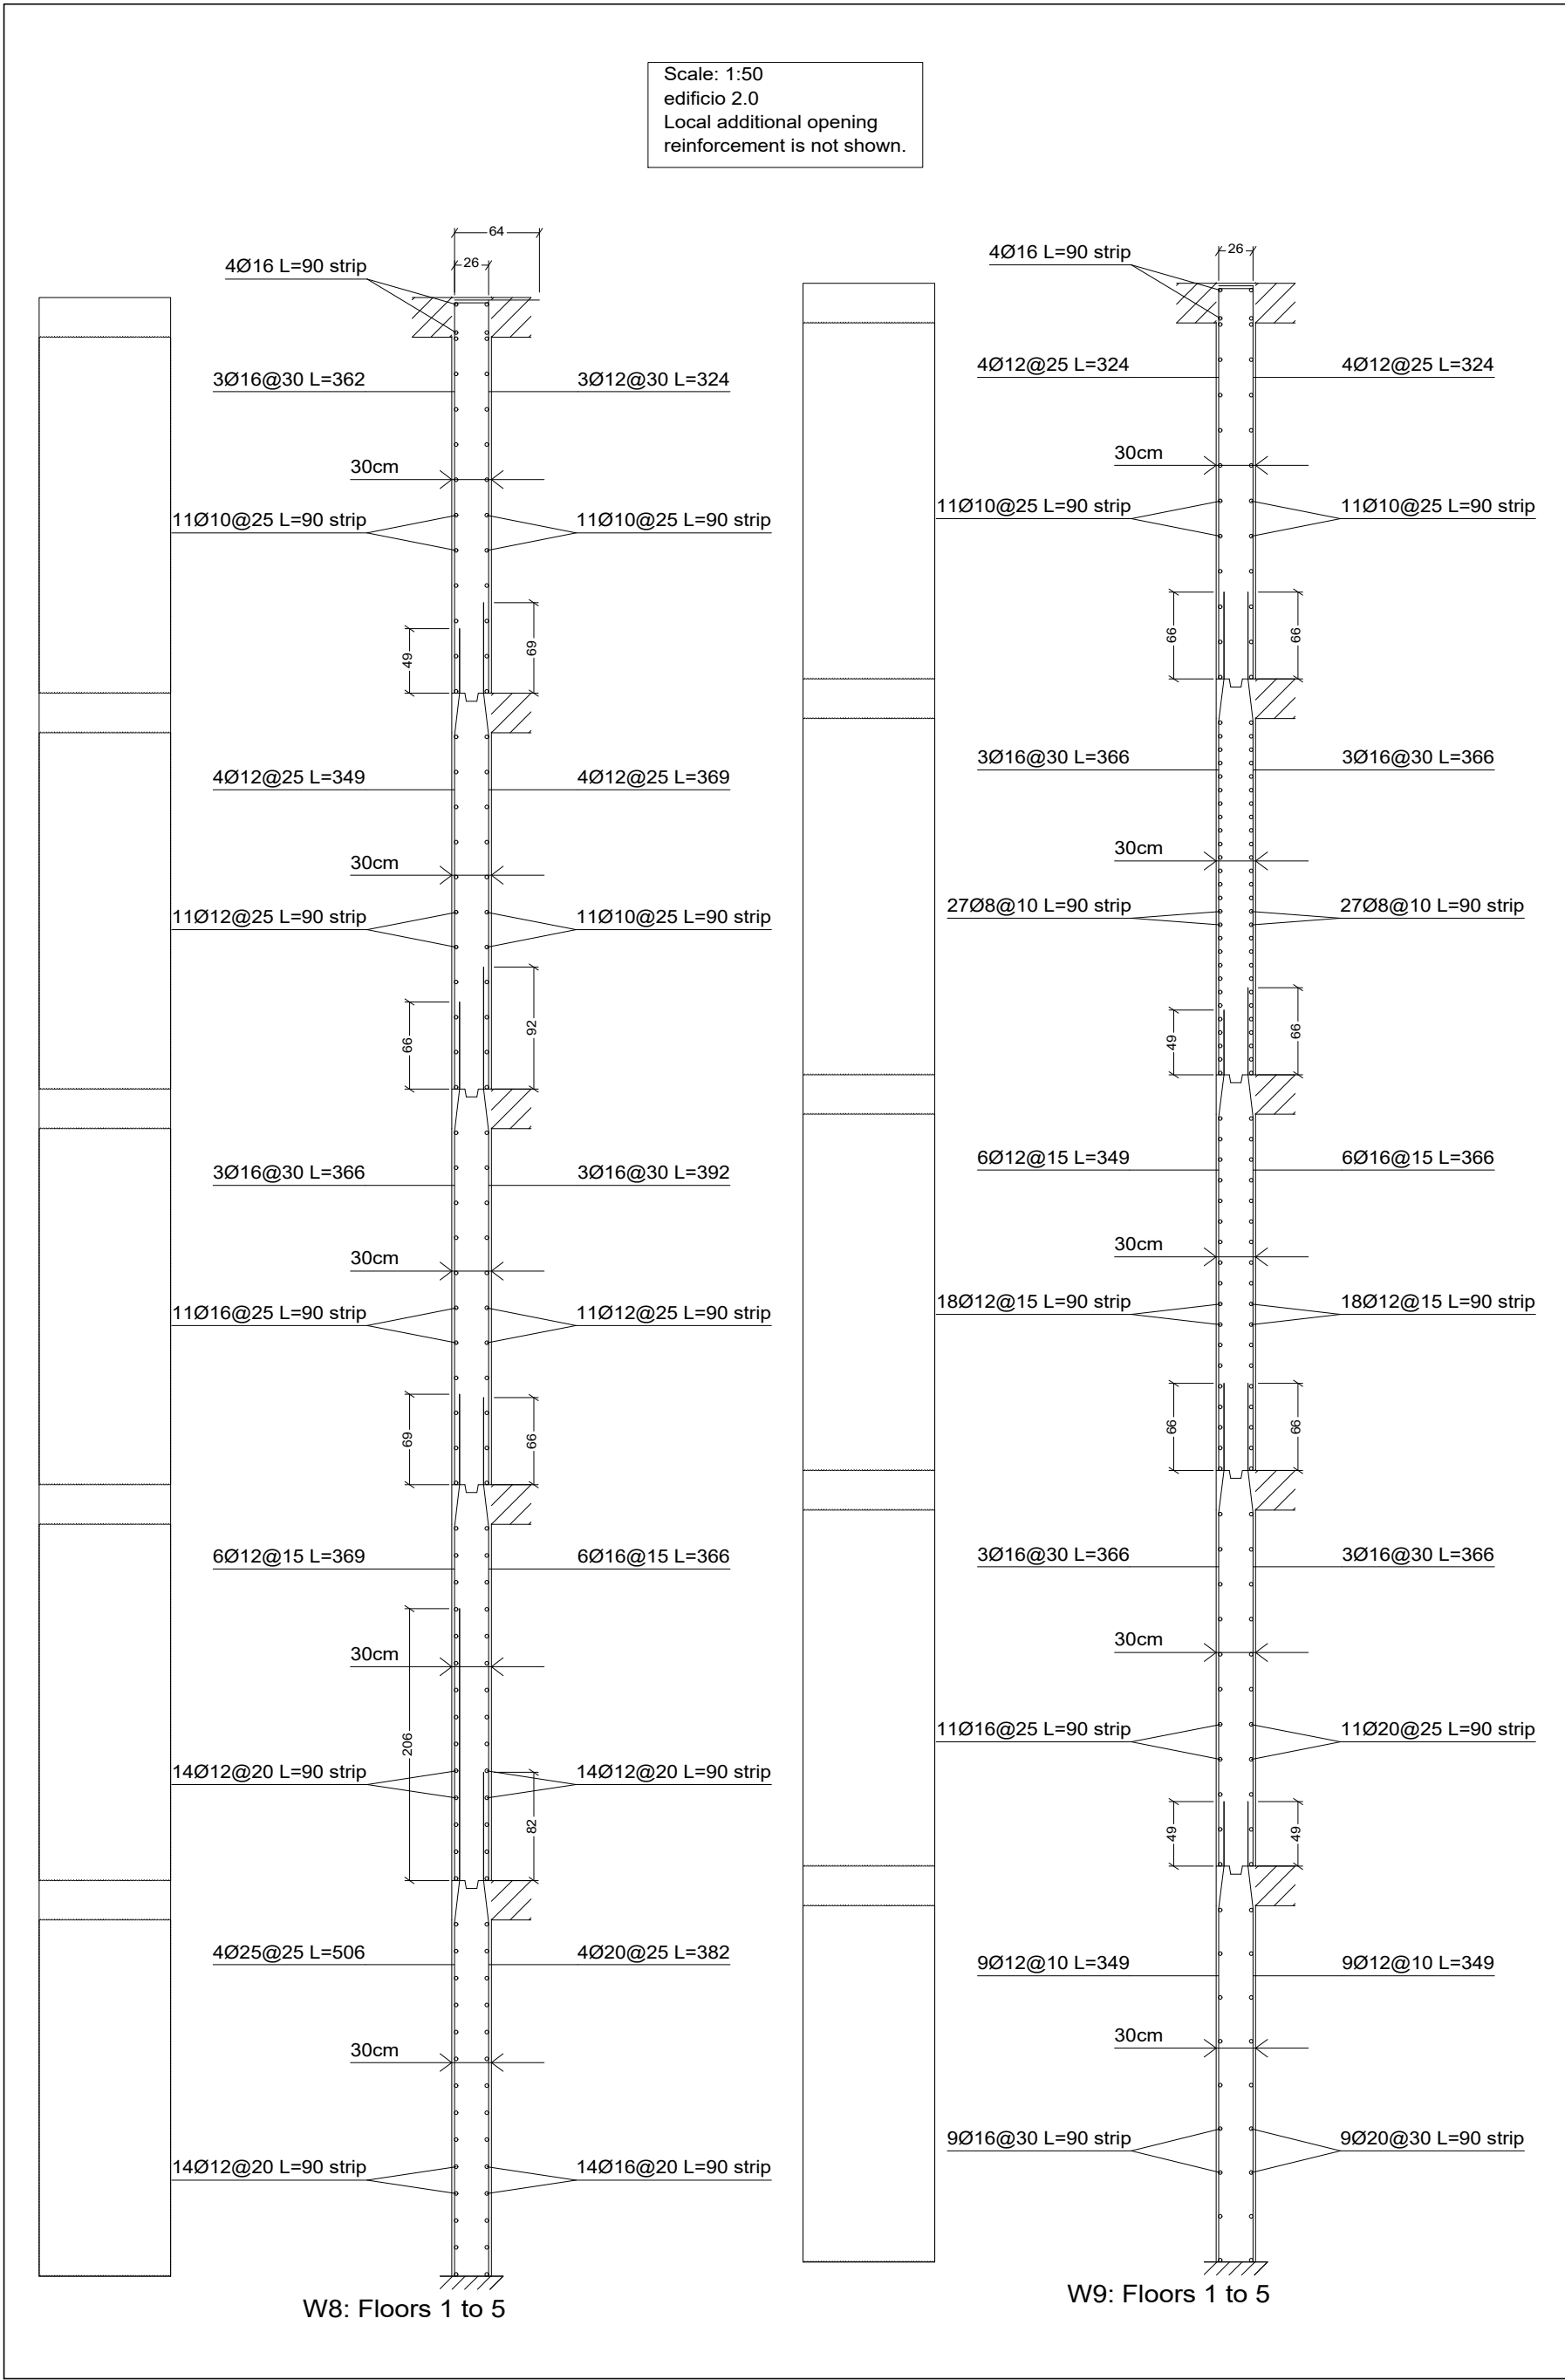 Scale: 1:50
edificio 2.0
Local additional opening
reinforcement is not shown.
64
26
4Ø16 L=90 strip
3Ø16@30 L=362
3Ø12@30 L=324
30cm
11Ø10@25 L=90 strip
11Ø10@25 L=90 strip
49
69
4Ø12@25 L=349
4Ø12@25 L=369
30cm
11Ø12@25 L=90 strip
11Ø10@25 L=90 strip
66
92
3Ø16@30 L=366
3Ø16@30 L=392
30cm
11Ø16@25 L=90 strip
11Ø12@25 L=90 strip
69
66
6Ø12@15 L=369
6Ø16@15 L=366
30cm
206
14Ø12@20 L=90 strip
14Ø12@20 L=90 strip
82
4Ø25@25 L=506
4Ø20@25 L=382
30cm
14Ø12@20 L=90 strip
14Ø16@20 L=90 strip
W8: Floors 1 to 5
26
4Ø16 L=90 strip
4Ø12@25 L=324
4Ø12@25 L=324
30cm
11Ø10@25 L=90 strip
11Ø10@25 L=90 strip
66
66
3Ø16@30 L=366
3Ø16@30 L=366
30cm
27Ø8@10 L=90 strip
27Ø8@10 L=90 strip
49
66
6Ø12@15 L=349
6Ø16@15 L=366
30cm
18Ø12@15 L=90 strip
18Ø12@15 L=90 strip
66
66
3Ø16@30 L=366
3Ø16@30 L=366
30cm
11Ø16@25 L=90 strip
11Ø20@25 L=90 strip
49
49
9Ø12@10 L=349
9Ø12@10 L=349
30cm
9Ø16@30 L=90 strip
9Ø20@30 L=90 strip
W9: Floors 1 to 5